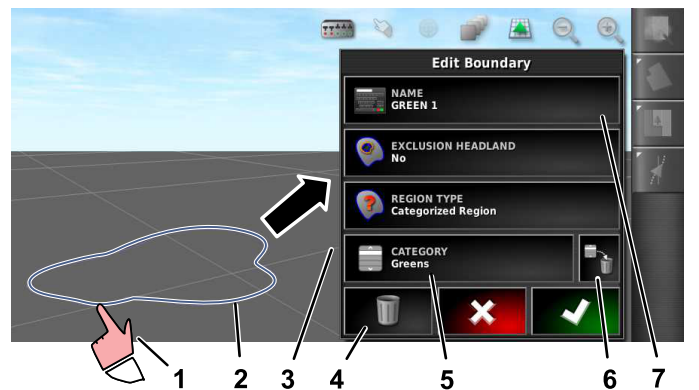 Edit Boundary
NAME
GREEN 1
EXCLUSION HEADLAND
No
REGION TYPE
Categorized Region
?
CATEGORY
Greens
1 2 3 4 5 6 7